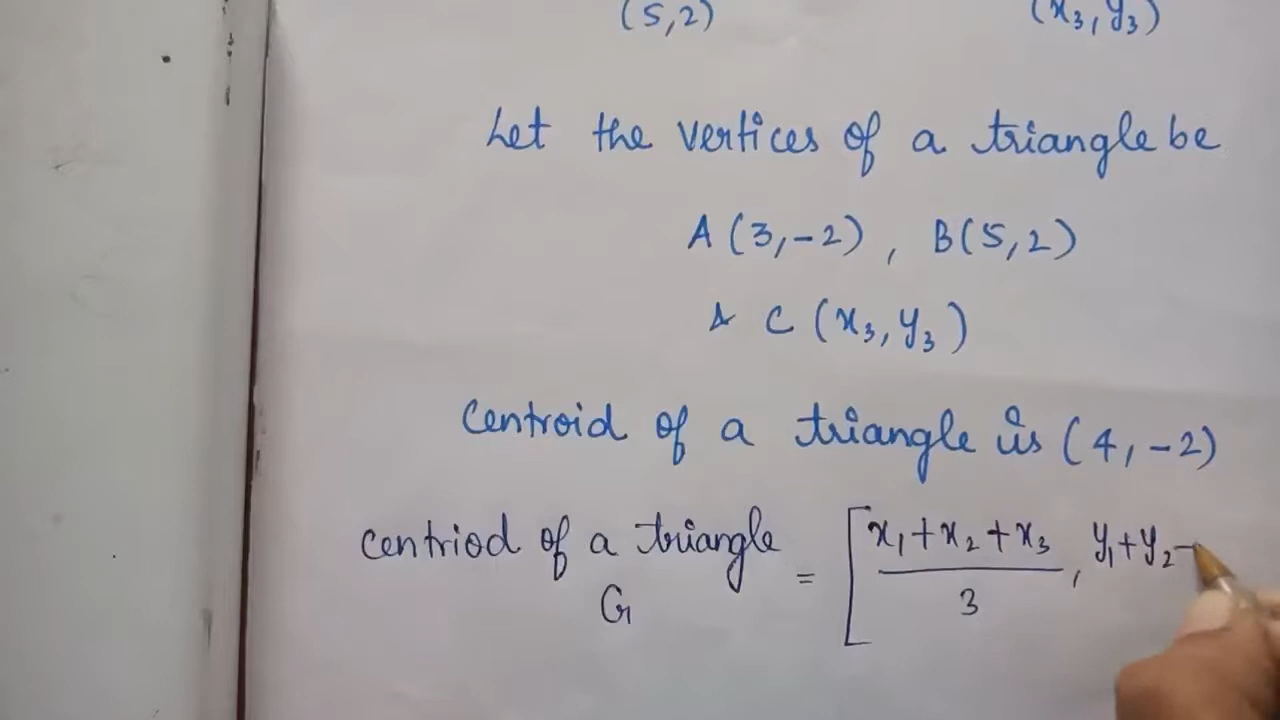 (5,2) (x₃, y₃)
Let the vertices of a triangle be
A (3,-2) , B(5,2)
& C (x₃, y₃)
Centroid of a triangle is (4,-2)
Centriod of a triangle = [x₁+x₂+x₃ , y₁+y₂-
G 3